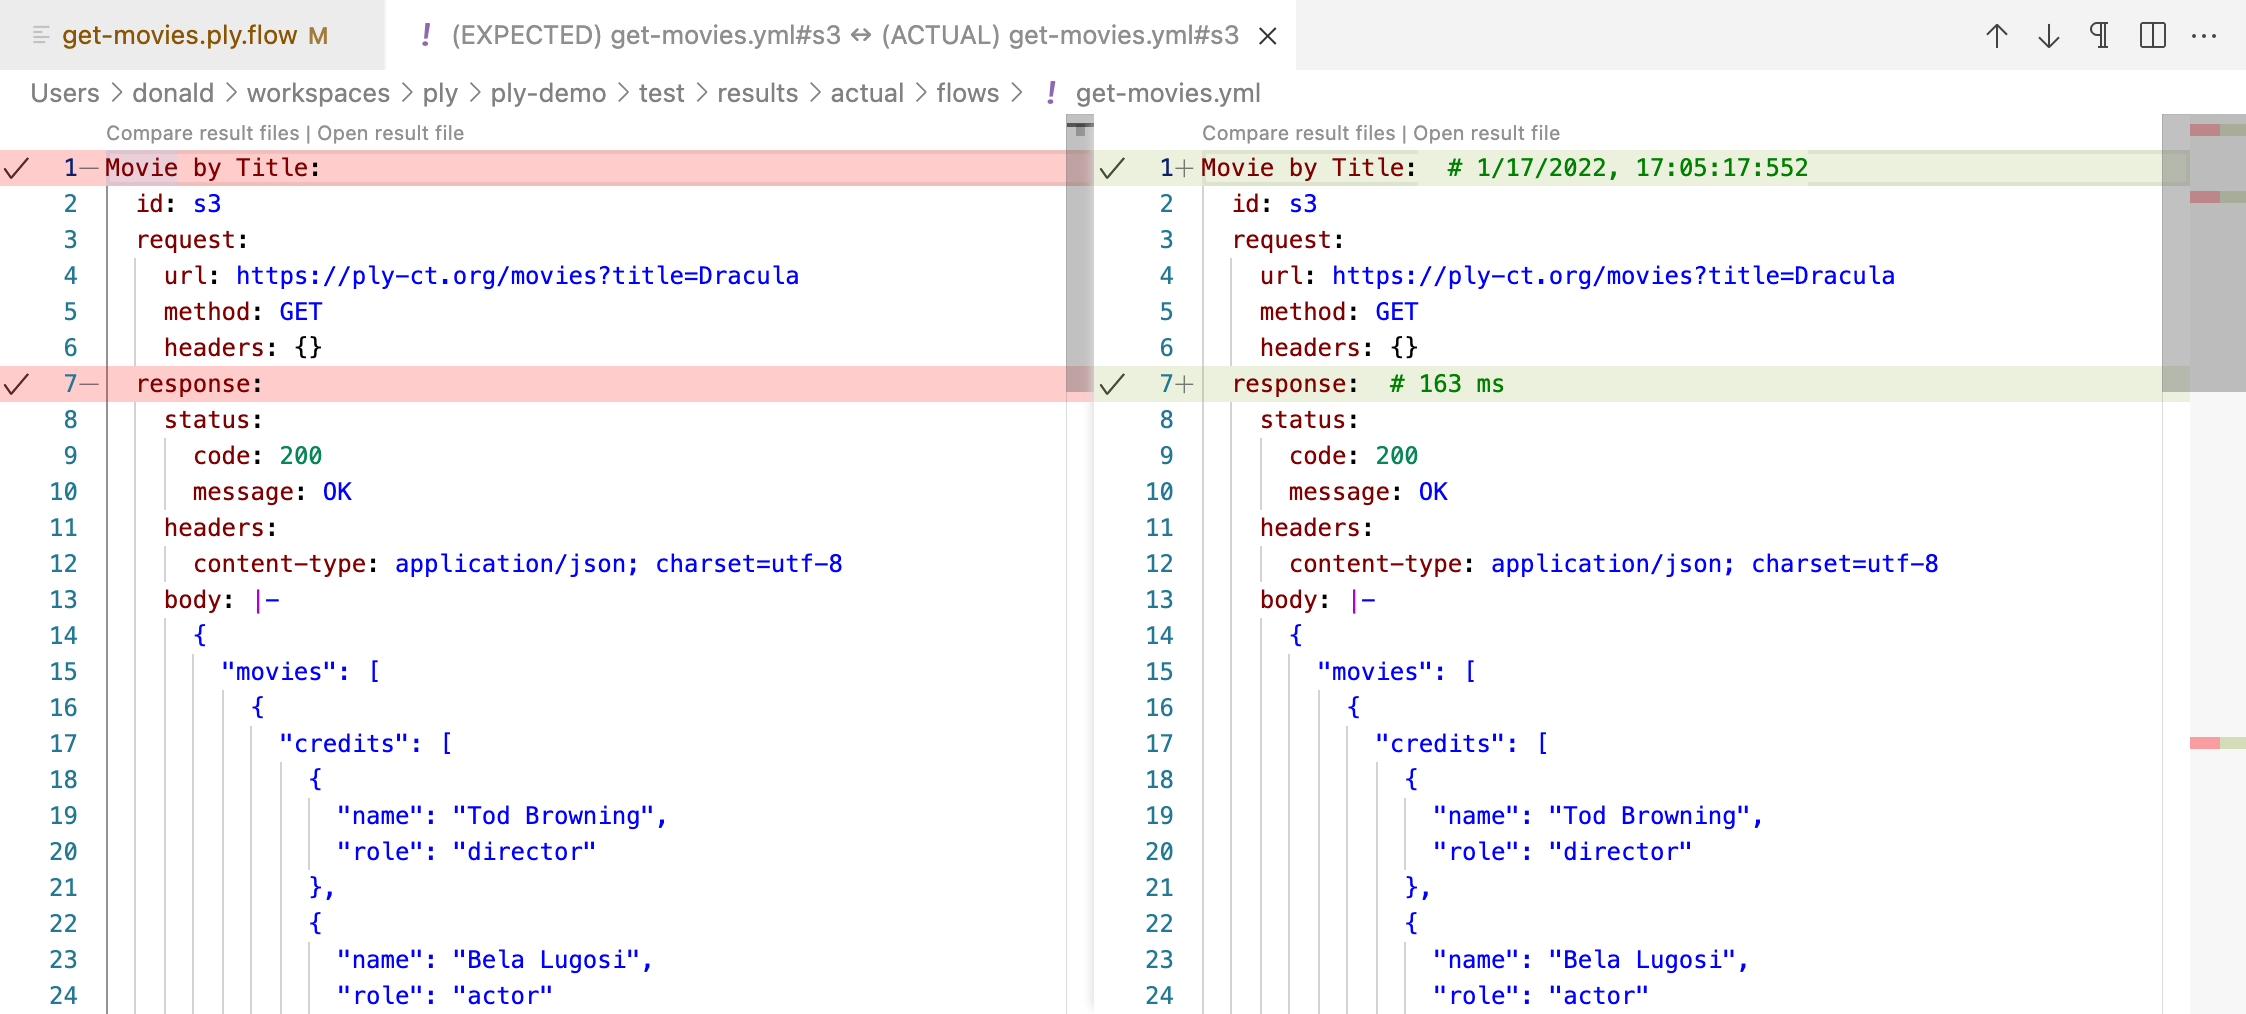 get-movies.ply.flow M
! (EXPECTED) get-movies.yml#s3 ↔ (ACTUAL) get-movies.yml#s3
Users > donald > workspaces > ply > ply-demo > test > results > actual > flows > ! get-movies.yml
Compare result files | Open result file
1— Movie by Title:
2 id: s3
3 request:
4 url: https://ply-ct.org/movies?title=Dracula
5 method: GET
6 headers: {}
7— response:
8 status:
9 code: 200
10 message: OK
11 headers:
12 content-type: application/json; charset=utf-8
13 body: |-
14 {
15 "movies": [
16 {
17 "credits": [
18 {
19 "name": "Tod Browning",
20 "role": "director"
21 },
22 {
23 "name": "Bela Lugosi",
24 "role": "actor"
Compare result files | Open result file
1+ Movie by Title:  # 1/17/2022, 17:05:17:552
2 id: s3
3 request:
4 url: https://ply-ct.org/movies?title=Dracula
5 method: GET
6 headers: {}
7+ response:  # 163 ms
8 status:
9 code: 200
10 message: OK
11 headers:
12 content-type: application/json; charset=utf-8
13 body: |-
14 {
15 "movies": [
16 {
17 "credits": [
18 {
19 "name": "Tod Browning",
20 "role": "director"
21 },
22 {
23 "name": "Bela Lugosi",
24 "role": "actor"